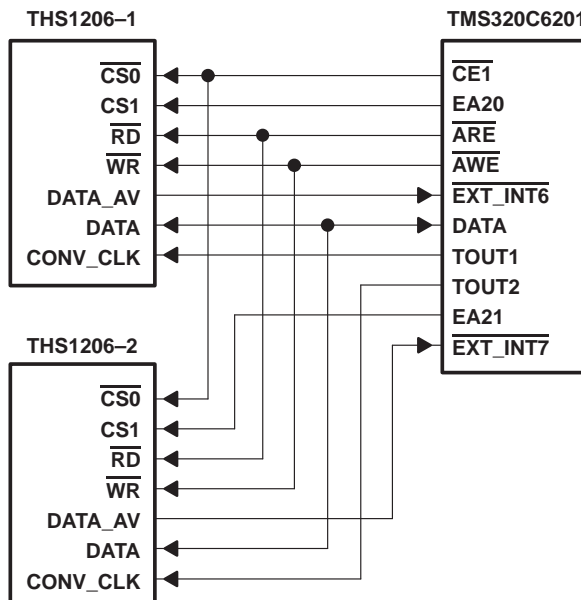 THS1206–1
TMS320C6201
CS0
CE1
CS1
EA20
RD
ARE
WR
AWE
DATA_AV
EXT_INT6
DATA
DATA
CONV_CLK
TOUT1
TOUT2
EA21
THS1206–2
EXT_INT7
CS0
CS1
RD
WR
DATA_AV
DATA
CONV_CLK